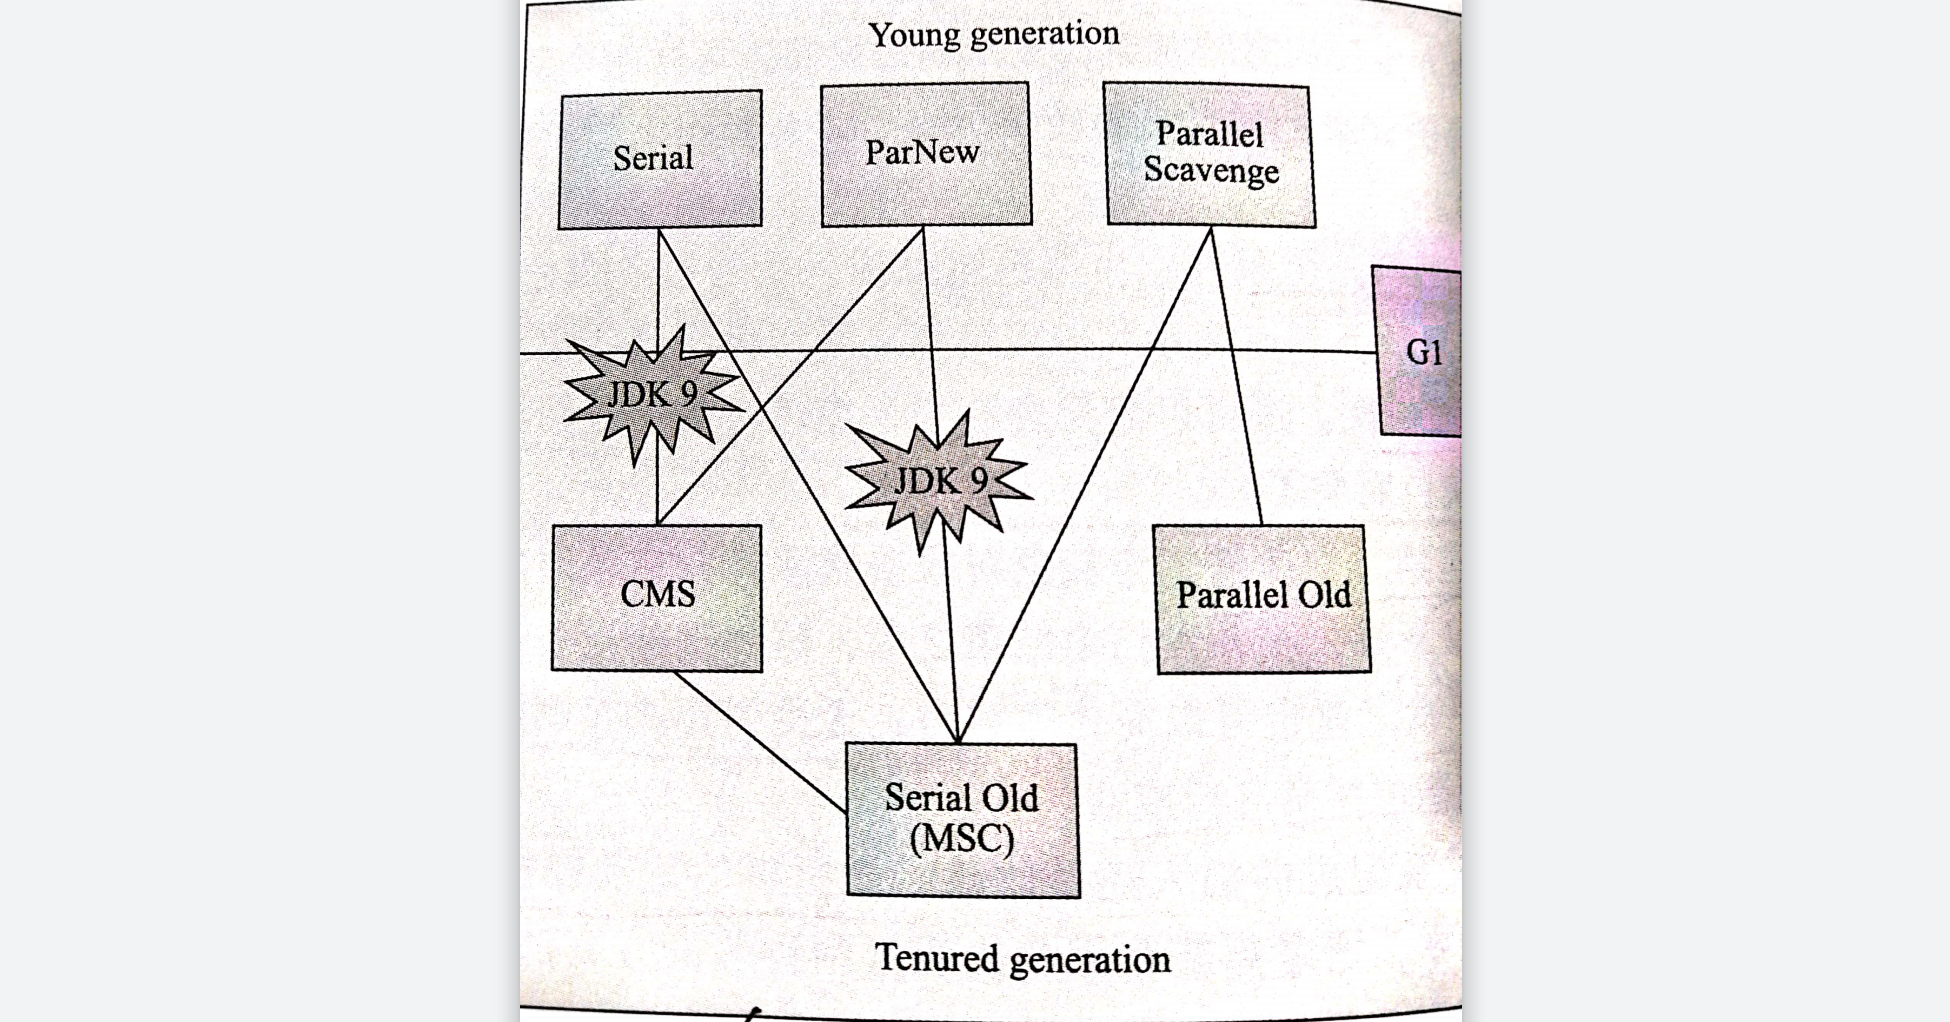 Young generation
Serial
ParNew
Parallel
Scavenge
G1
JDK 9
JDK 9
CMS
Parallel Old
Serial Old
(MSC)
Tenured generation